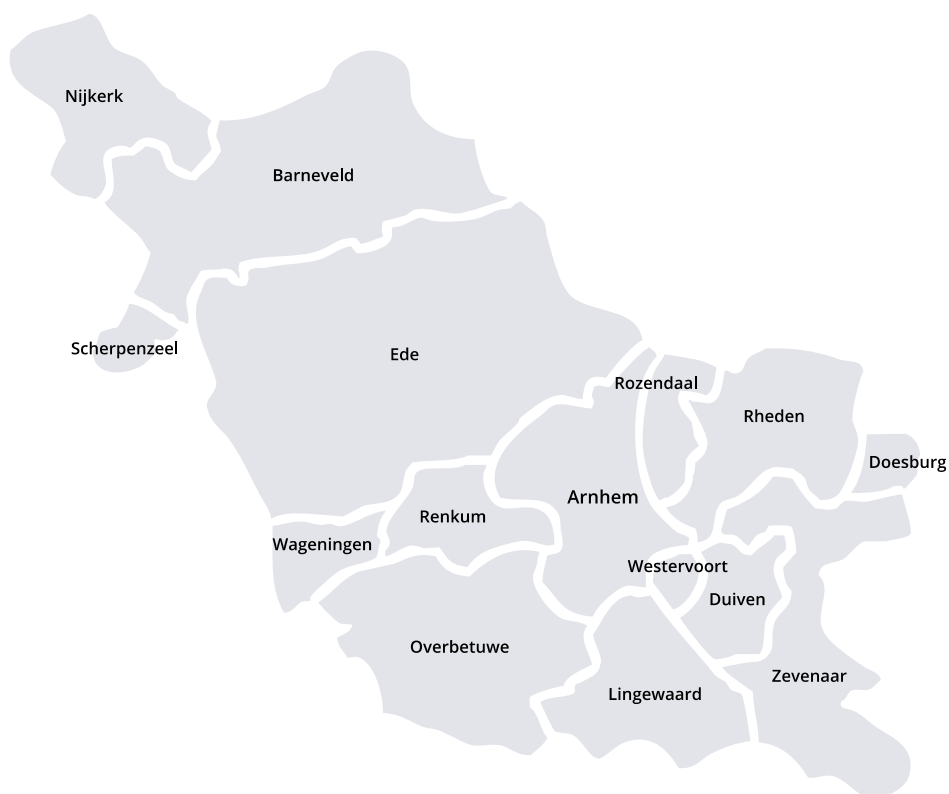 Nijkerk
Barneveld
Scherpenzeel
Ede
Rozendaal
Rheden
Doesburg
Arnhem
Renkum
Wageningen
Westervoort
Duiven
Overbetuwe
Zevenaar
Lingewaard